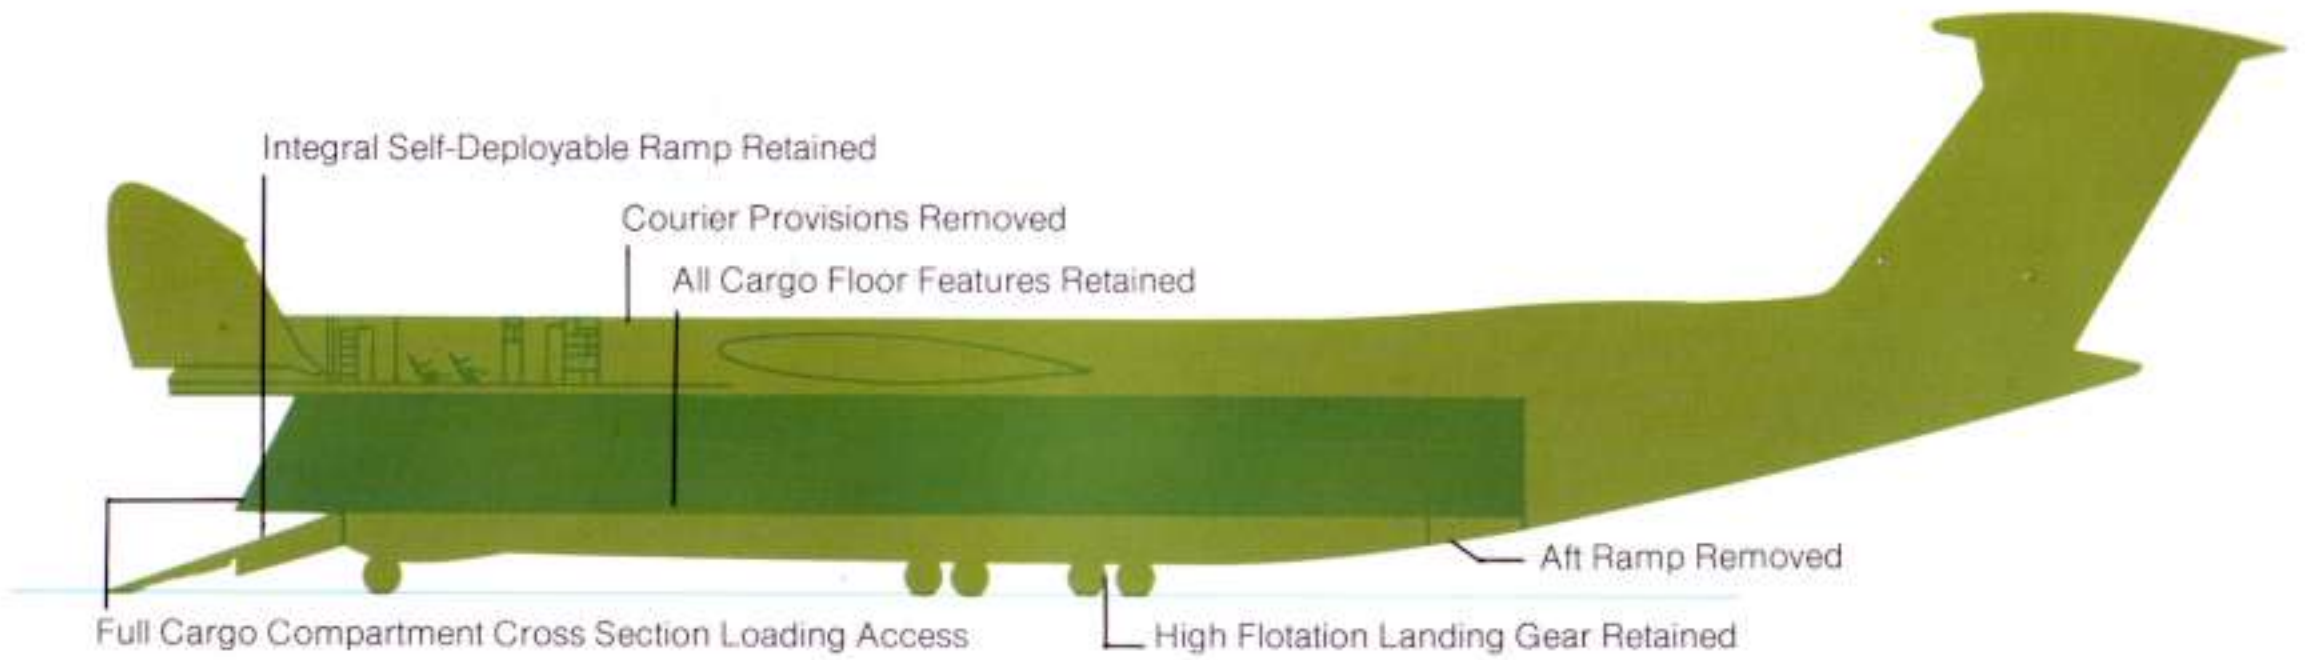 Integral Self-Deployable Ramp Retained
Courier Provisions Removed
All Cargo Floor Features Retained
Aft Ramp Removed
Full Cargo Compartment Cross Section Loading Access
High Flotation Landing Gear Retained